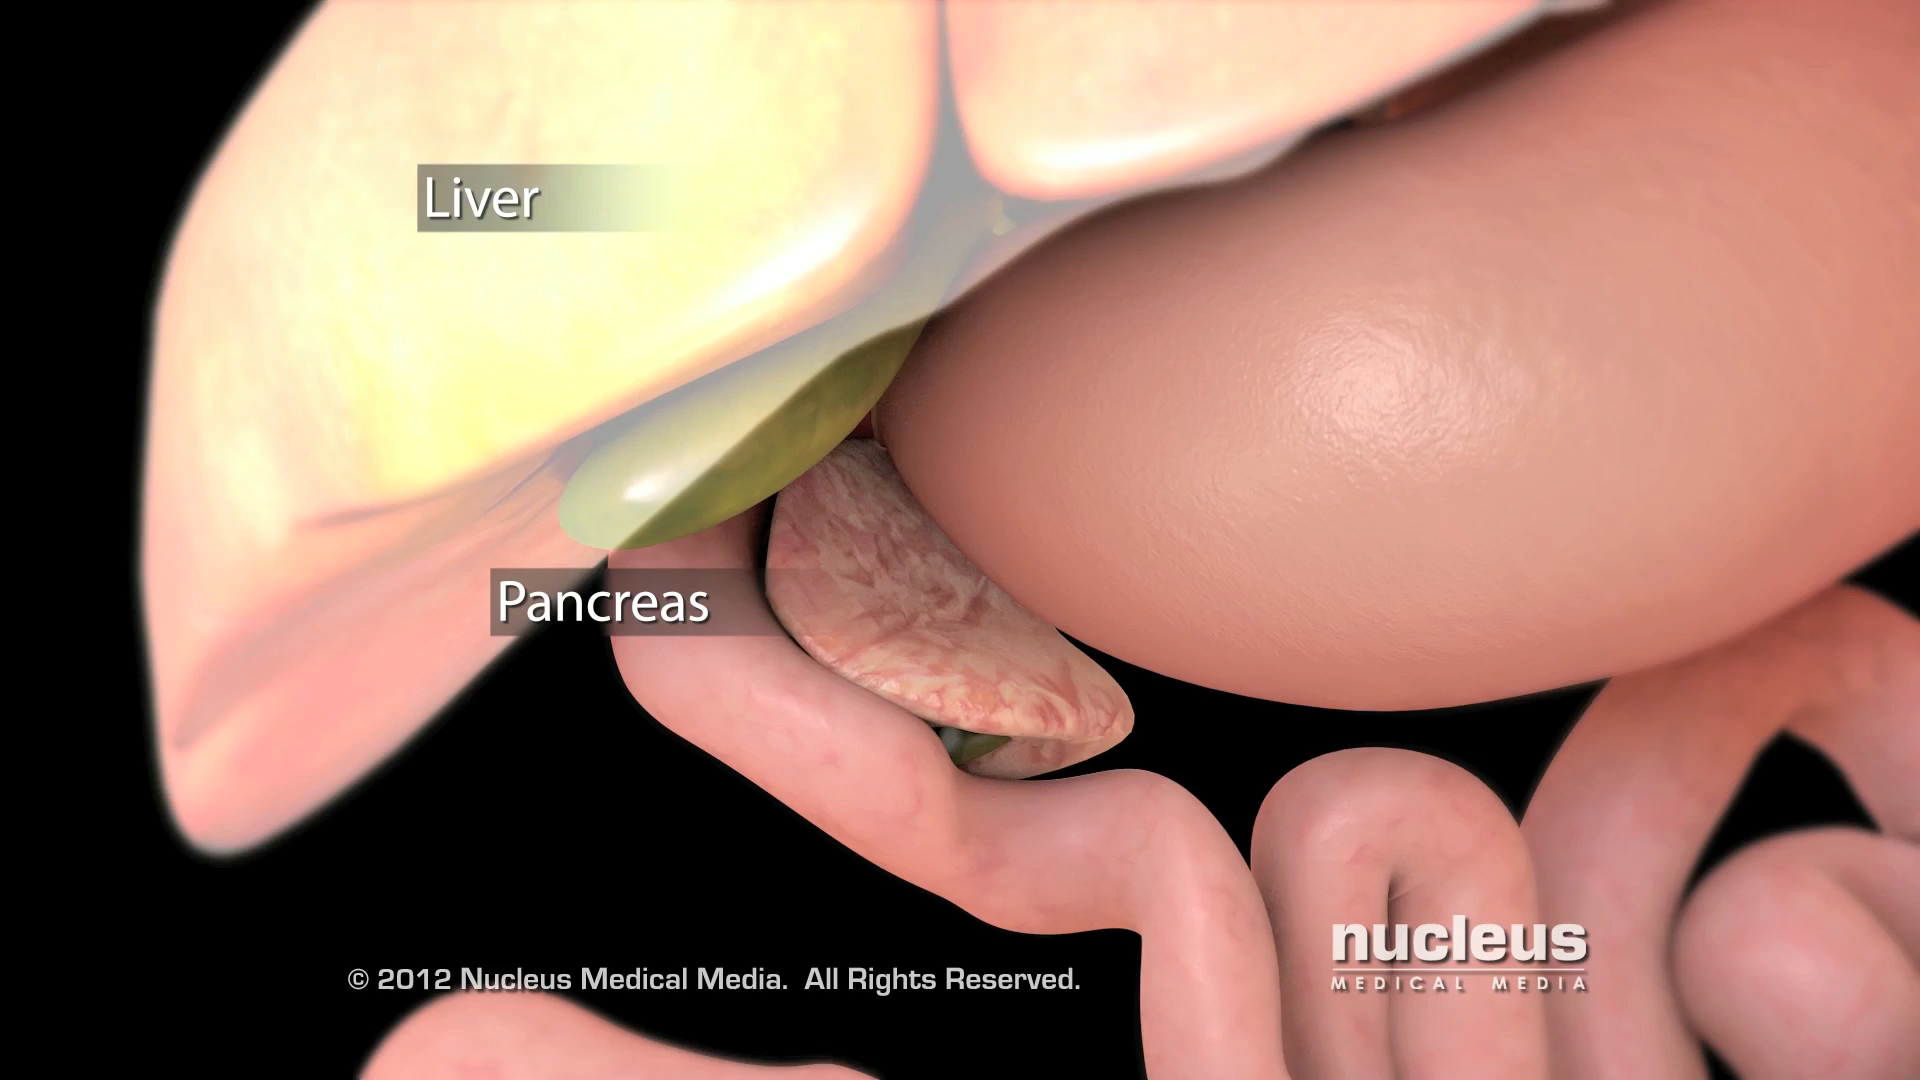 Liver
Pancreas
nucleus
MEDICAL MEDIA
© 2012 Nucleus Medical Media. All Rights Reserved.